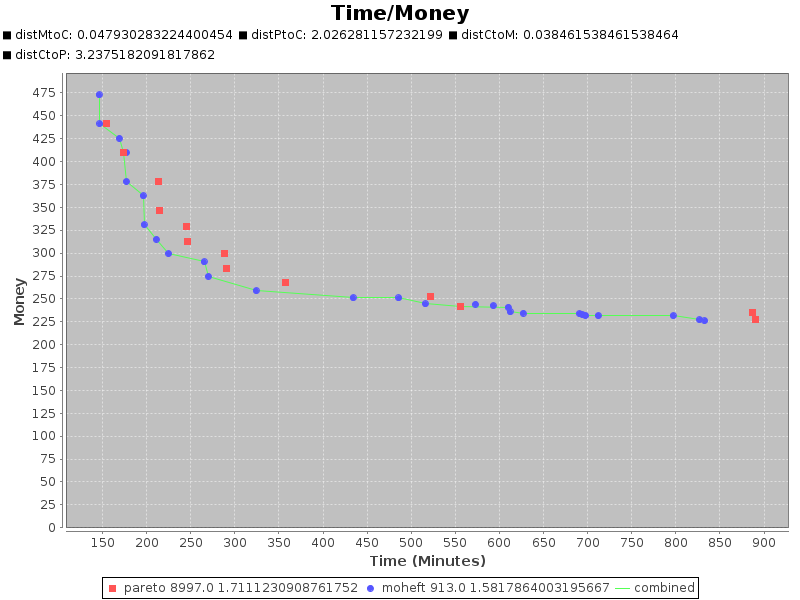 Time/Money
■ distMtoC: 0.047930283224400454 ■ distPtoC: 2.026281157232199 ■ distCtoM: 0.038461538461538464
■ distCtoP: 3.2375182091817862
475
450
425
400
375
350
325
300
275
250
225
200
175
150
125
100
75
50
25
0
Money
150 200 250 300 350 400 450 500 550 600 650 700 750 800 850 900
Time (Minutes)
pareto 8997.0 1.7111230908761752 moheft 913.0 1.5817864003195667 combined